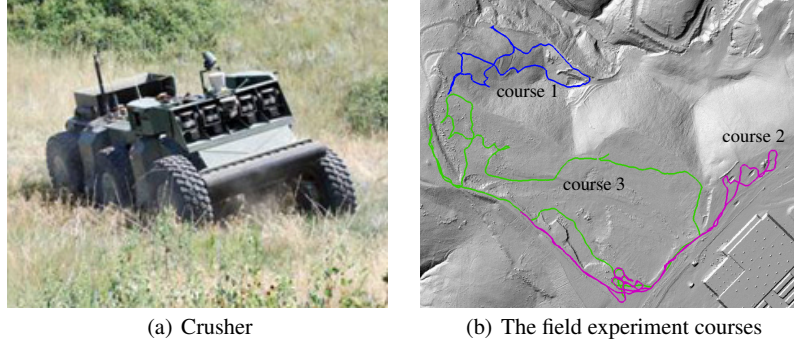 course 1
course 2
course 3
(a) Crusher
(b) The field experiment courses